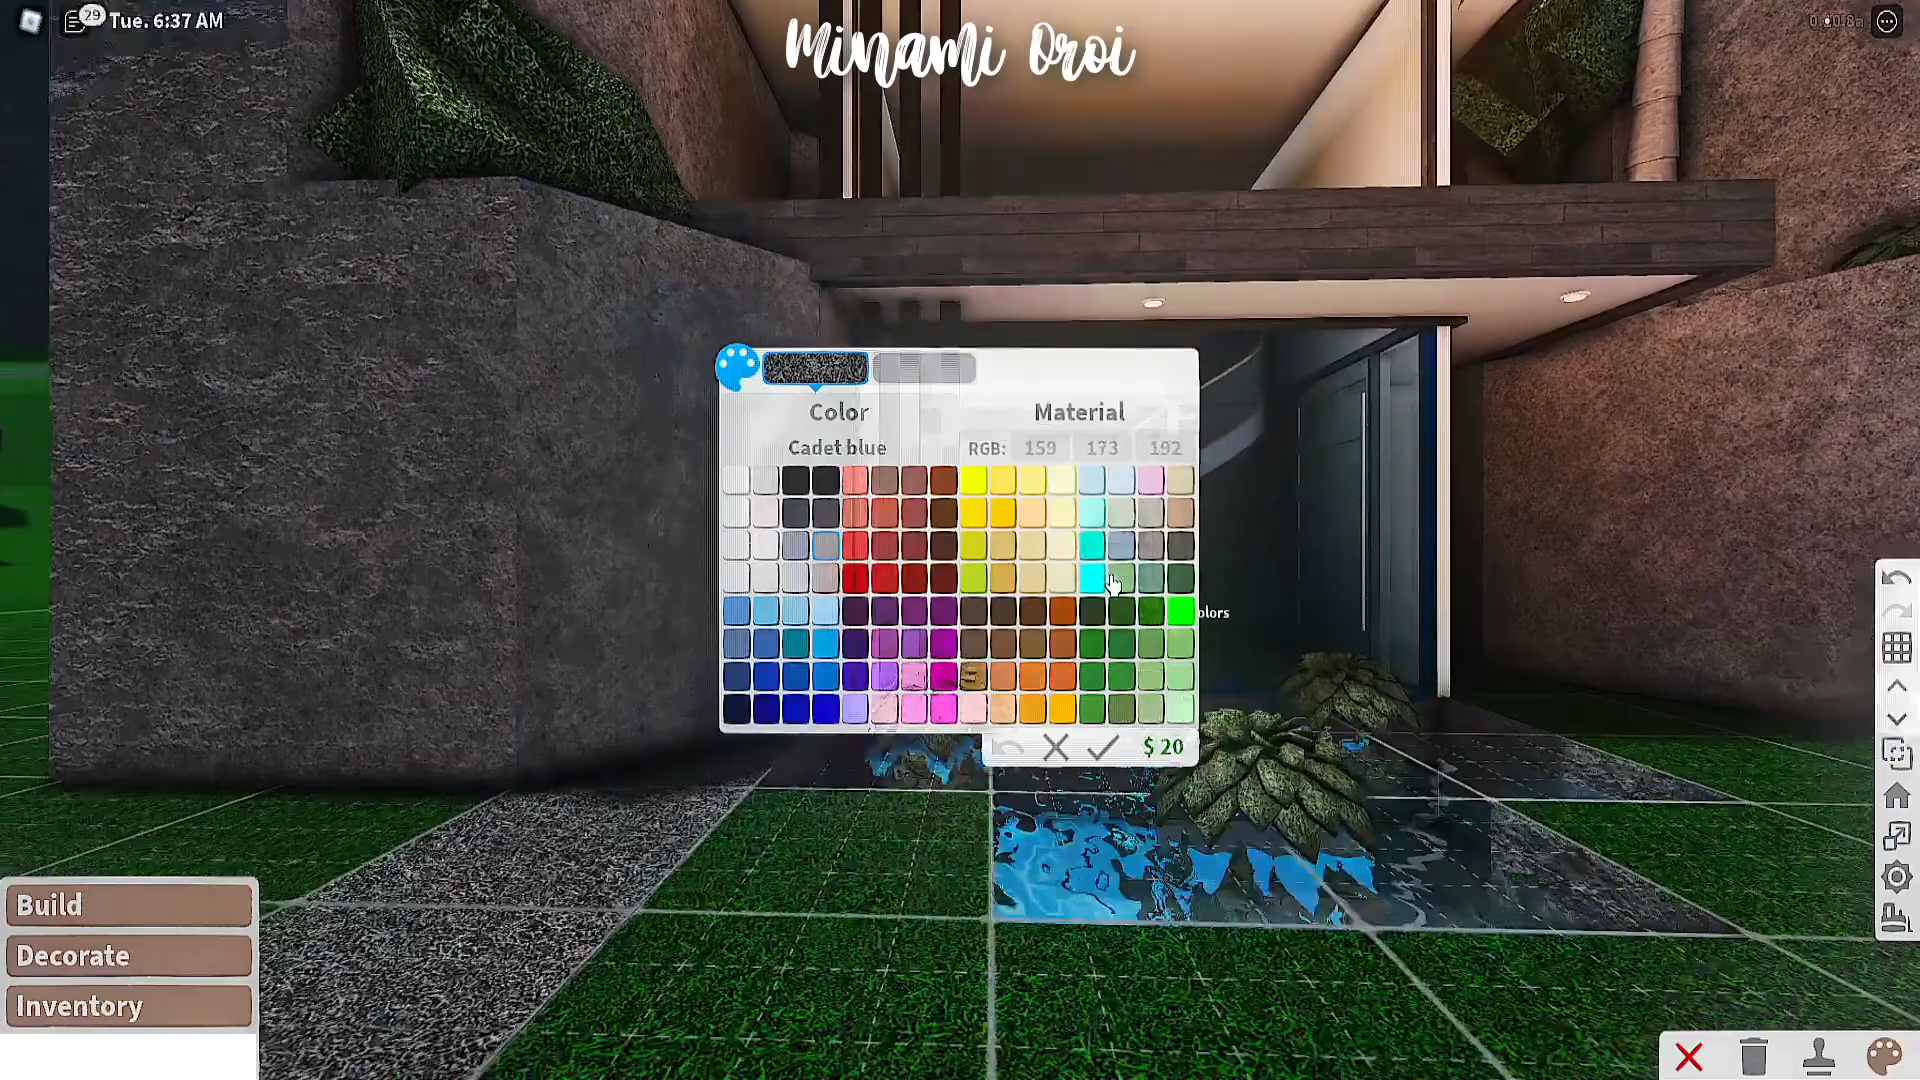 29
Tue. 6:37 AM
Minami Oroi
Color
Material
Cadet blue
RGB: 159 173 192
olors
$ 20
Build
Decorate
Inventory